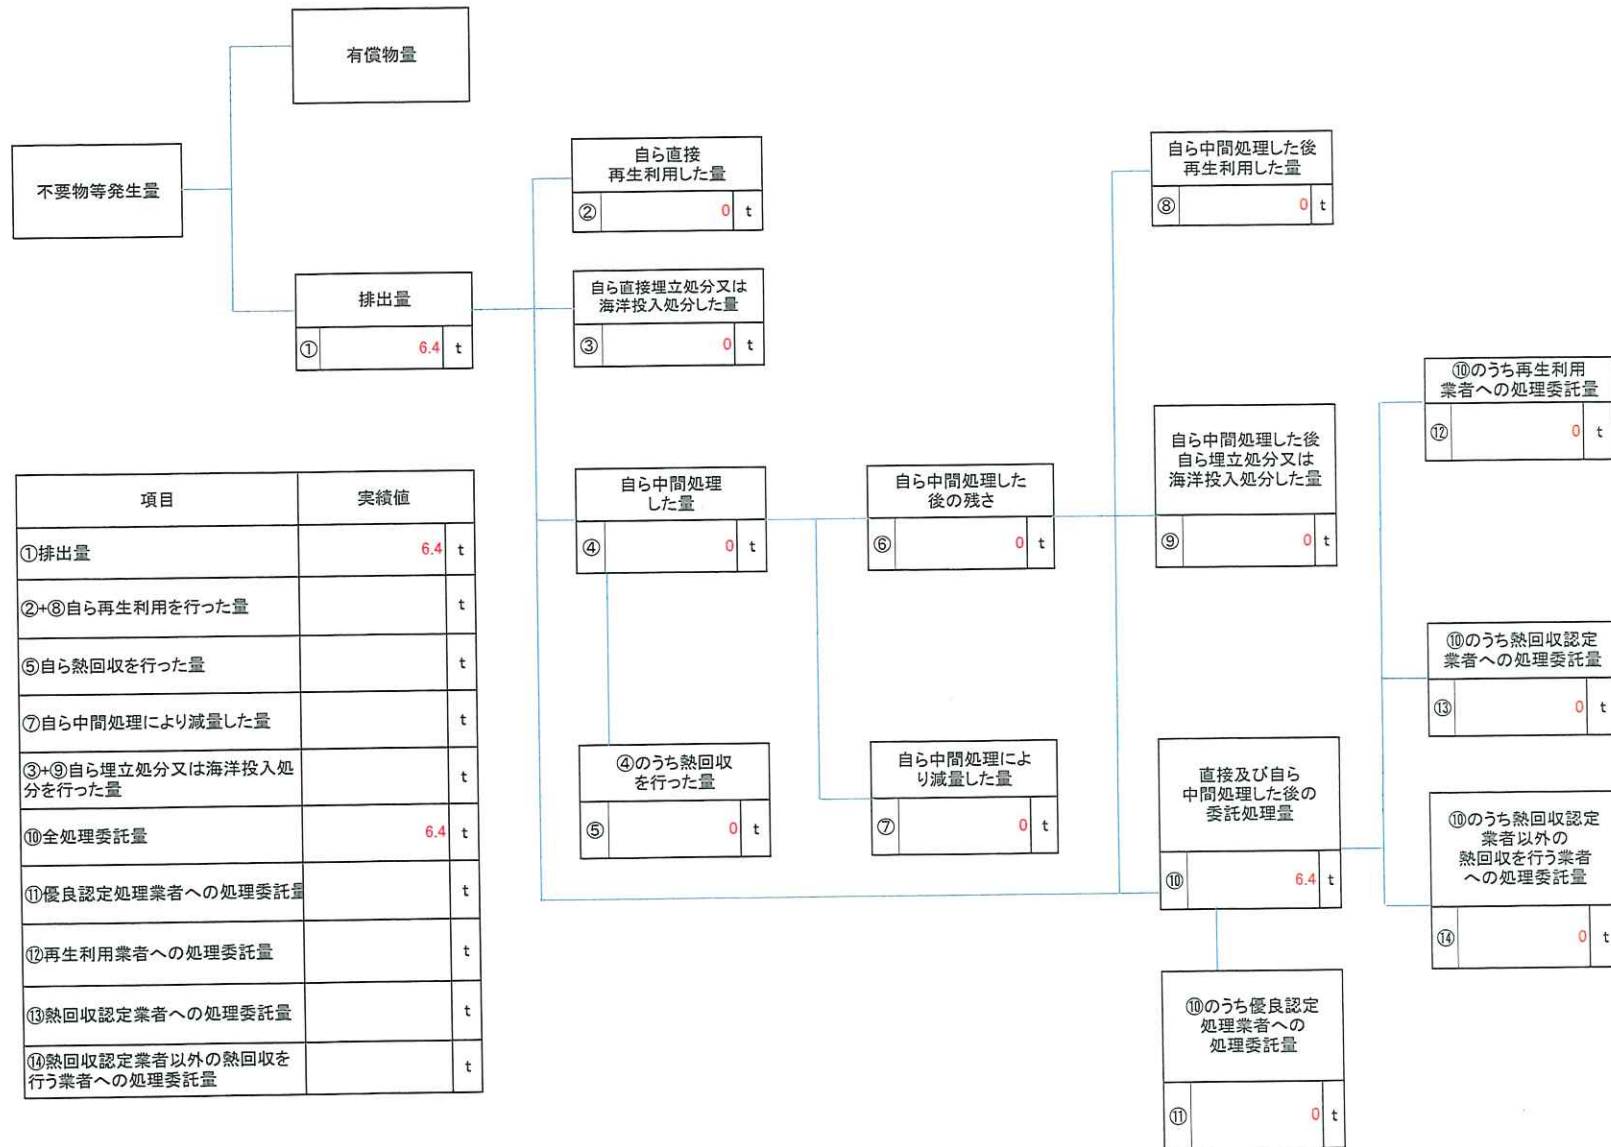 有償物量
不要物等発生量
排出量
① 6.4 t
自ら直接
再生利用した量
② 0 t
自ら直接埋立処分又は
海洋投入処分した量
③ 0 t
自ら中間処理
した量
④ 0 t
④のうち熱回収
を行った量
⑤ 0 t
自ら中間処理した
後の残さ
⑥ 0 t
自ら中間処理によ
り減量した量
⑦ 0 t
自ら中間処理した後
再生利用した量
⑧ 0 t
自ら中間処理した後
自ら埋立処分又は
海洋投入処分した量
⑨ 0 t
直接及び自ら
中間処理した後の
委託処理量
⑩ 6.4 t
⑩のうち優良認定
処理業者への
処理委託量
⑪ 0 t
⑩のうち再生利用
業者への処理委託量
⑫ 0 t
⑩のうち熱回収認定
業者への処理委託量
⑬ 0 t
⑩のうち熱回収認定
業者以外の
熱回収を行う業者
への処理委託量
⑭ 0 t
項目 実績値
①排出量 6.4 t
②+⑧自ら再生利用を行った量 t
⑤自ら熱回収を行った量 t
⑦自ら中間処理により減量した量 t
③+⑨自ら埋立処分又は海洋投入処
分を行った量 t
⑩全処理委託量 6.4 t
⑪優良認定処理業者への処理委託量 t
⑫再生利用業者への処理委託量 t
⑬熱回収認定業者への処理委託量 t
⑭熱回収認定業者以外の熱回収を
行う業者への処理委託量 t